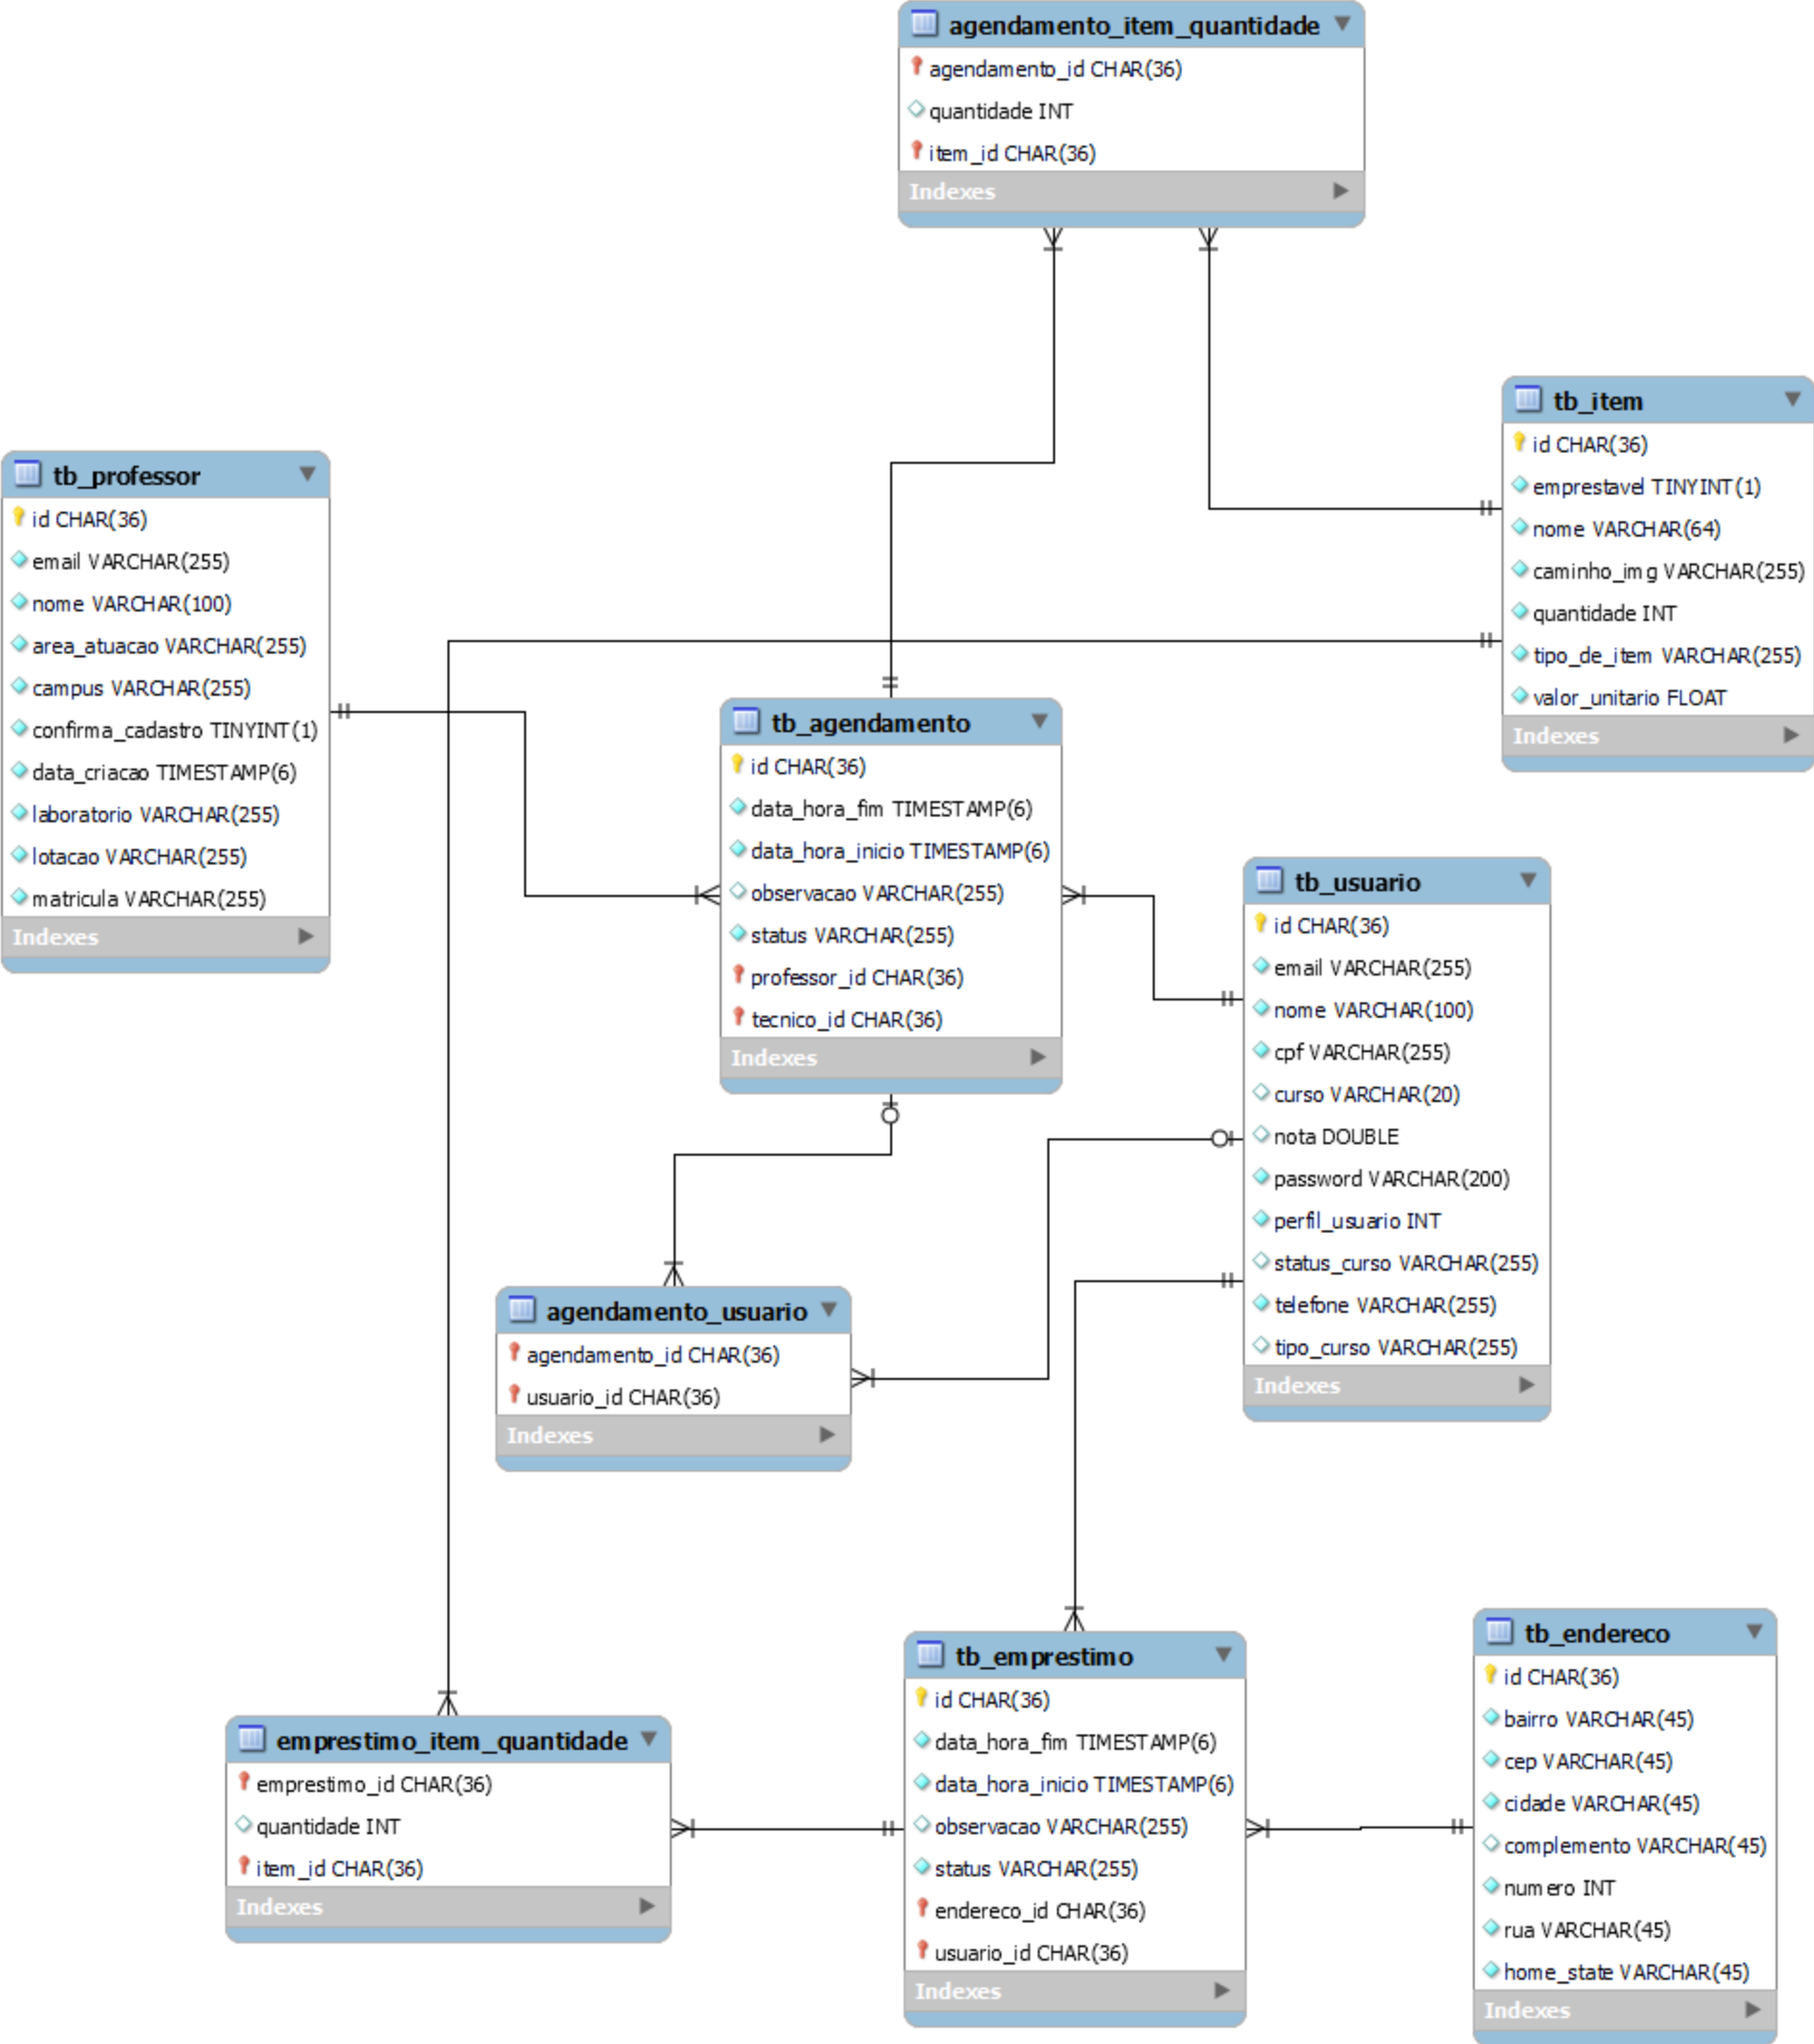 agendamento_item_quantidade
agendamento_id CHAR(36)
quantidade INT
item_id CHAR(36)
Indexes
tb_item
id CHAR(36)
emprestavel TINYINT(1)
nome VARCHAR(64)
caminho_img VARCHAR(255)
quantidade INT
tipo_de_item VARCHAR(255)
valor_unitario FLOAT
Indexes
tb_professor
id CHAR(36)
email VARCHAR(255)
nome VARCHAR(100)
area_atuacao VARCHAR(255)
campus VARCHAR(255)
confirma_cadastro TINYINT(1)
data_criacao TIMESTAMP(6)
laboratorio VARCHAR(255)
lotacao VARCHAR(255)
matricula VARCHAR(255)
Indexes
tb_agendamento
id CHAR(36)
data_hora_fim TIMESTAMP(6)
data_hora_inicio TIMESTAMP(6)
observacao VARCHAR(255)
status VARCHAR(255)
professor_id CHAR(36)
tecnico_id CHAR(36)
Indexes
tb_usuario
id CHAR(36)
email VARCHAR(255)
nome VARCHAR(100)
cpf VARCHAR(255)
curso VARCHAR(20)
nota DOUBLE
password VARCHAR(200)
perfil_usuario INT
status_curso VARCHAR(255)
telefone VARCHAR(255)
tipo_curso VARCHAR(255)
Indexes
agendamento_usuario
agendamento_id CHAR(36)
usuario_id CHAR(36)
Indexes
emprestimo_item_quantidade
emprestimo_id CHAR(36)
quantidade INT
item_id CHAR(36)
Indexes
tb_emprestimo
id CHAR(36)
data_hora_fim TIMESTAMP(6)
data_hora_inicio TIMESTAMP(6)
observacao VARCHAR(255)
status VARCHAR(255)
endereco_id CHAR(36)
usuario_id CHAR(36)
Indexes
tb_endereco
id CHAR(36)
bairro VARCHAR(45)
cep VARCHAR(45)
cidade VARCHAR(45)
complemento VARCHAR(45)
numero INT
rua VARCHAR(45)
home_state VARCHAR(45)
Indexes